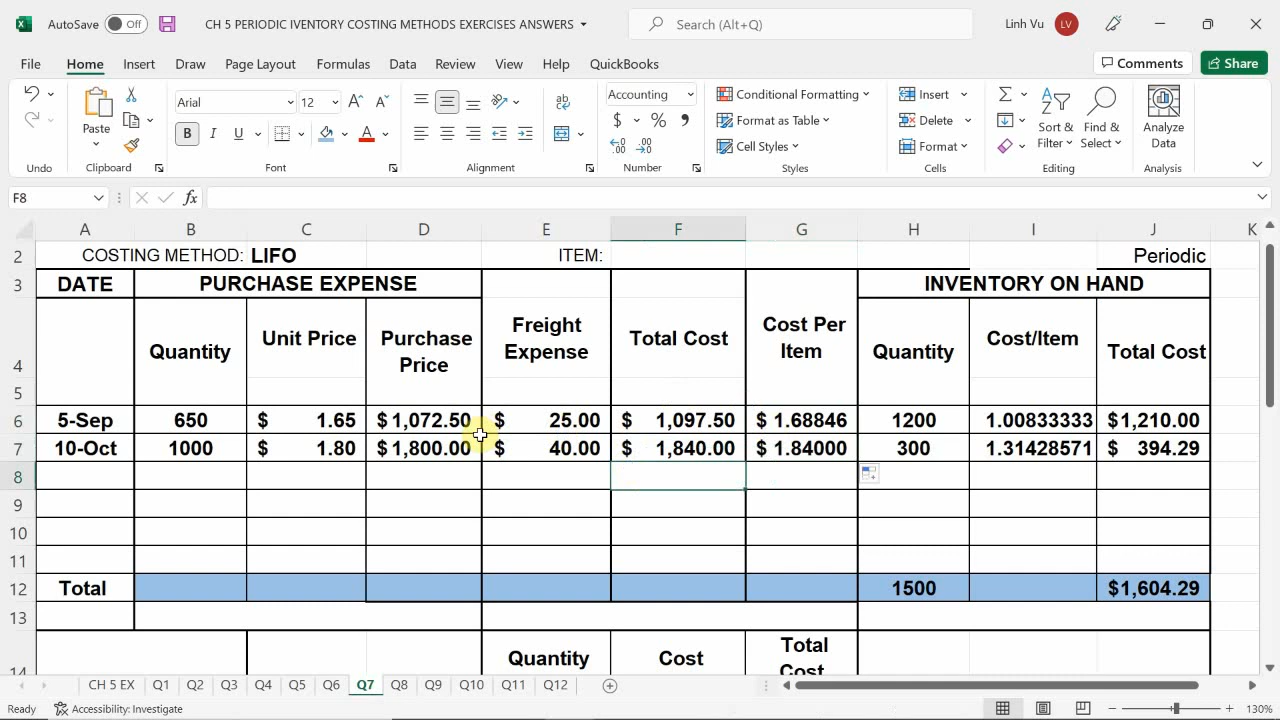 AutoSave Off CH 5 PERIODIC IVENTORY COSTING METHODS EXERCISES ANSWERS Search (Alt+Q) Linh Vu LV
File Home Insert Draw Page Layout Formulas Data Review View Help QuickBooks Comments Share
Paste Arial 12 B I U A Accounting $ % , .00 Conditional Formatting Format as Table Cell Styles Insert Delete Format Sort & Filter Find & Select Analyze Data
Undo Clipboard Font Alignment Number Styles Cells Editing Analysis
F8 fx
A B C D E F G H I J K
2 COSTING METHOD: LIFO ITEM: Periodic
3 DATE PURCHASE EXPENSE INVENTORY ON HAND
4 Quantity Unit Price Purchase Price Freight Expense Total Cost Cost Per Item Quantity Cost/Item Total Cost
5
6 5-Sep 650 $ 1.65 $ 1,072.50 $ 25.00 $ 1,097.50 $ 1.68846 1200 1.00833333 $1,210.00
7 10-Oct 1000 $ 1.80 $ 1,800.00 $ 40.00 $ 1,840.00 $ 1.84000 300 1.31428571 $ 394.29
8
9
10
11
12 Total 1500 $1,604.29
13
14 Quantity Cost Total Cost
CH 5 EX Q1 Q2 Q3 Q4 Q5 Q6 Q7 Q8 Q9 Q10 Q11 Q12
Ready Accessibility: Investigate 130%